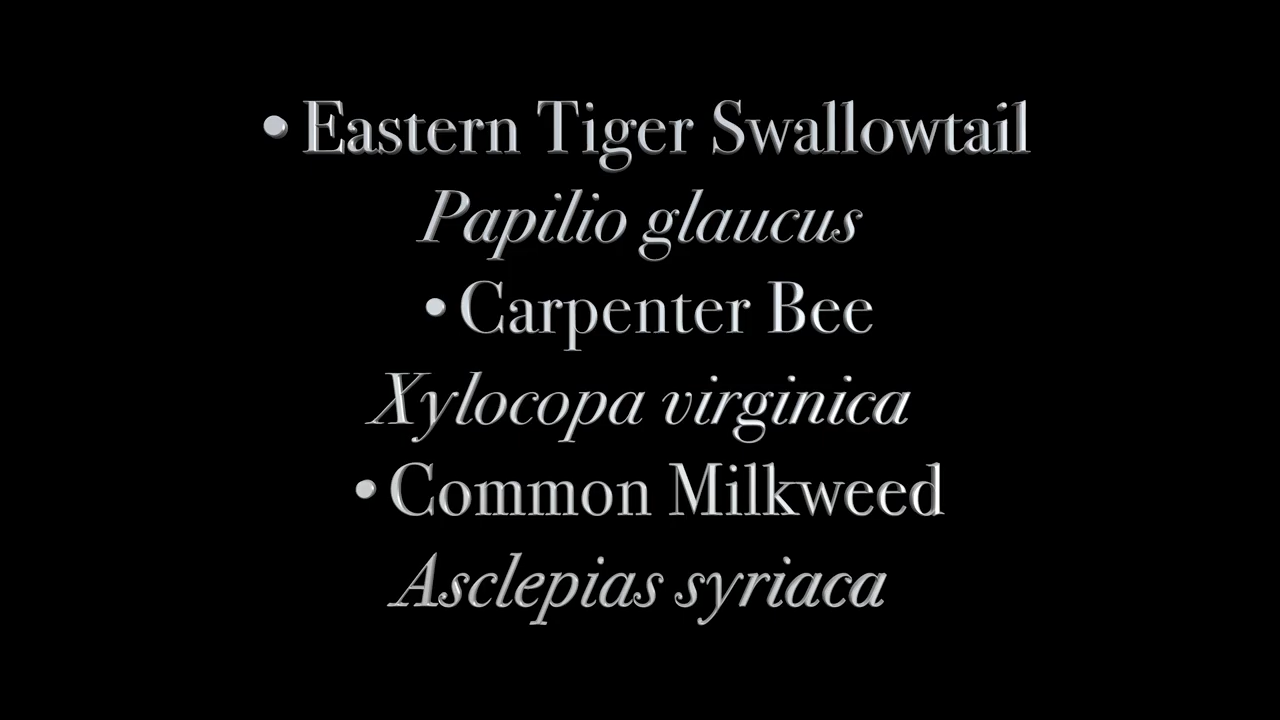 • Eastern Tiger Swallowtail
Papilio glaucus
• Carpenter Bee
Xylocopa virginica
• Common Milkweed
Asclepias syriaca